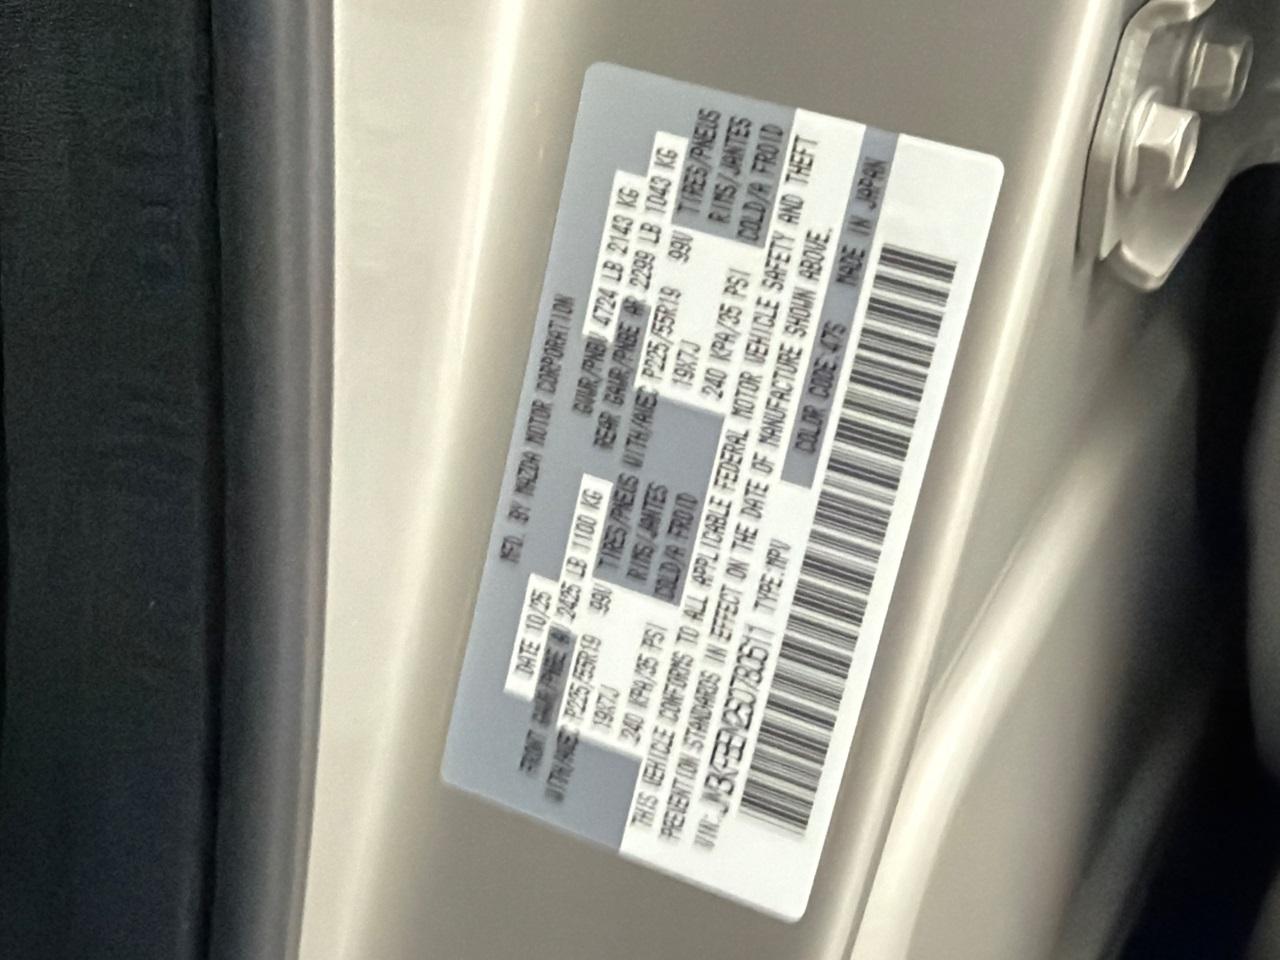 MFD. BY MAZDA MOTOR CORPORATION
DATE 10/25 GVWR/PNBV 4724 LB 2143 KG
FRONT GAWR/PNBE AV 2425 LB 1100 KG REAR GAWR/PNBE AR 2299 LB 1043 KG
WITH/AVEC P225/55R19 99V TIRES/PNEUS WITH/AVEC P225/55R19 99V TIRES/PNEUS
19X7J RIMS/JANTES 19X7J RIMS/JANTES
240 KPA/35 PSI COLD/A FROID 240 KPA/35 PSI COLD/A FROID
THIS VEHICLE CONFORMS TO ALL APPLICABLE FEDERAL MOTOR VEHICLE SAFETY AND THEFT
PREVENTION STANDARDS IN EFFECT ON THE DATE OF MANUFACTURE SHOWN ABOVE.
VIN: TYPE:MPV COLOR CODE:47S MADE IN JAPAN